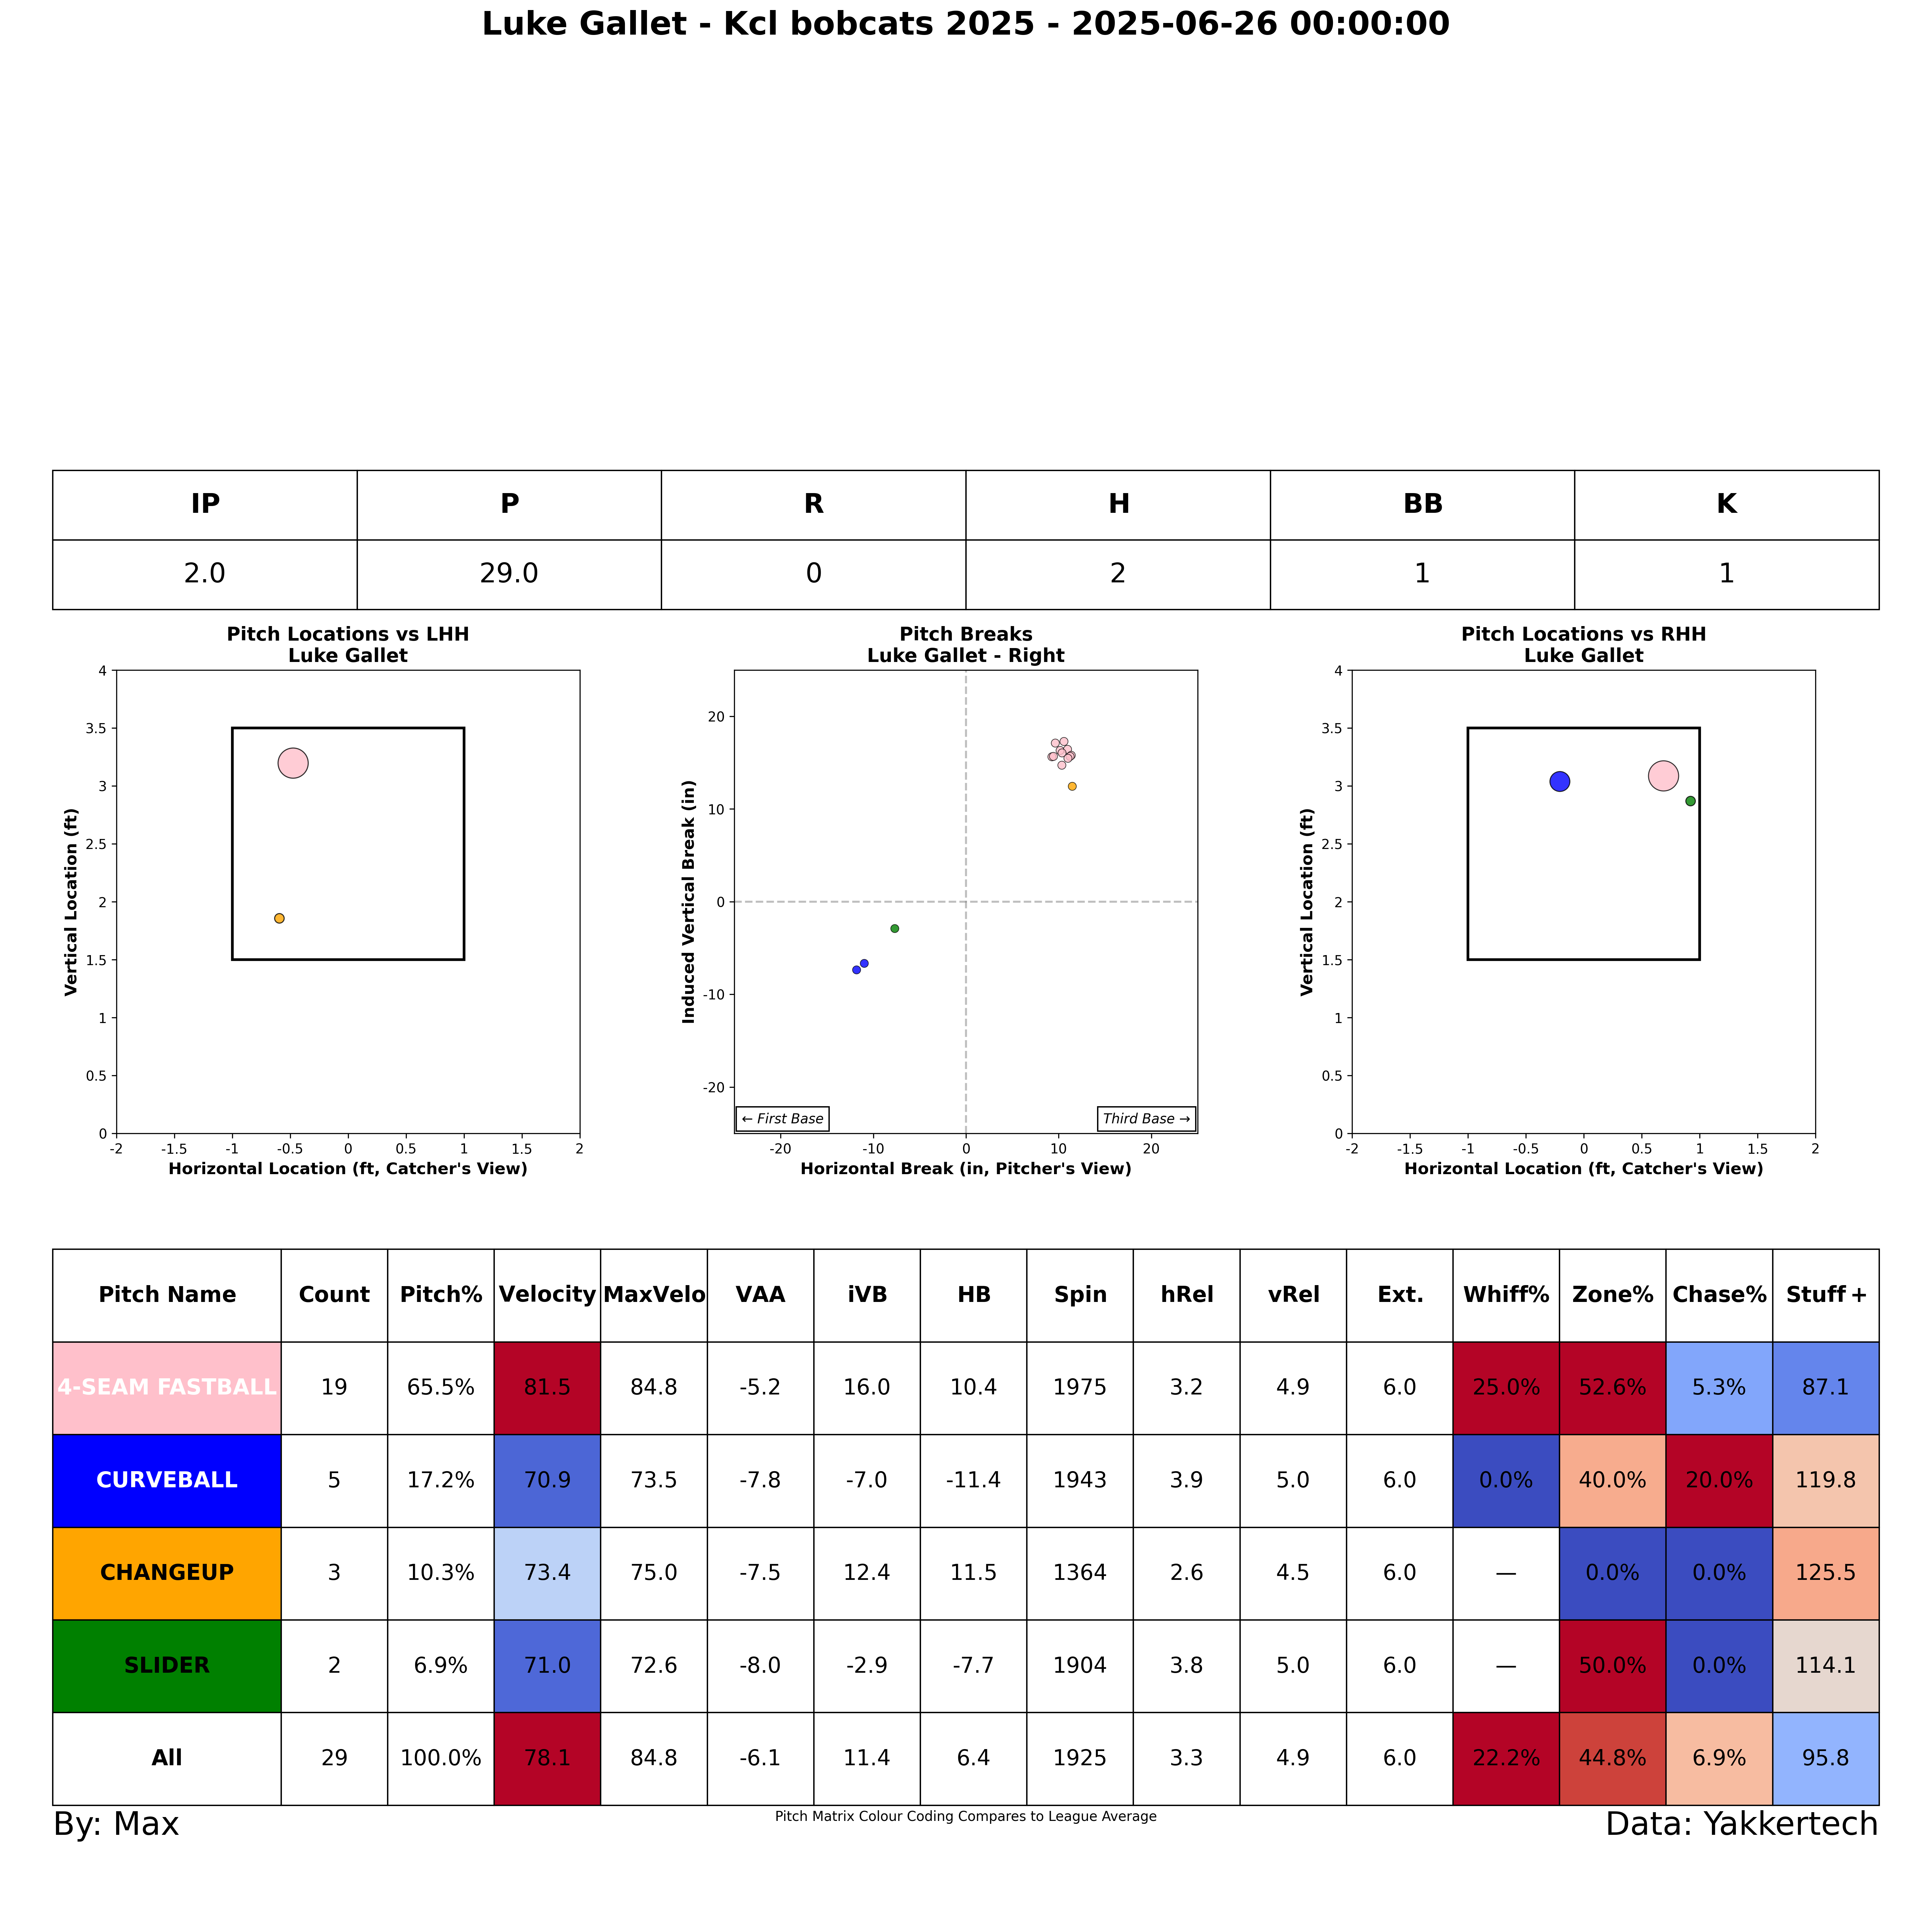 Luke Gallet - Kcl bobcats 2025 - 2025-06-26 00:00:00
IP P R H BB K
2.0 29.0 0 2 1 1
Pitch Locations vs LHH
Luke Gallet
4
3.5
3
2.5
2
1.5
1
0.5
0
-2 -1.5 -1 -0.5 0 0.5 1 1.5 2
Vertical Location (ft)
Horizontal Location (ft, Catcher's View)
Pitch Breaks
Luke Gallet - Right
20
10
0
-10
-20
← First Base
Third Base →
-20 -10 0 10 20
Induced Vertical Break (in)
Horizontal Break (in, Pitcher's View)
Pitch Locations vs RHH
Luke Gallet
4
3.5
3
2.5
2
1.5
1
0.5
0
-2 -1.5 -1 -0.5 0 0.5 1 1.5 2
Vertical Location (ft)
Horizontal Location (ft, Catcher's View)
Pitch Name Count Pitch% Velocity MaxVelo VAA iVB HB Spin hRel vRel Ext. Whiff% Zone% Chase% Stuff+
4-SEAM FASTBALL 19 65.5% 81.5 84.8 -5.2 16.0 10.4 1975 3.2 4.9 6.0 25.0% 52.6% 5.3% 87.1
CURVEBALL 5 17.2% 70.9 73.5 -7.8 -7.0 -11.4 1943 3.9 5.0 6.0 0.0% 40.0% 20.0% 119.8
CHANGEUP 3 10.3% 73.4 75.0 -7.5 12.4 11.5 1364 2.6 4.5 6.0 — 0.0% 0.0% 125.5
SLIDER 2 6.9% 71.0 72.6 -8.0 -2.9 -7.7 1904 3.8 5.0 6.0 — 50.0% 0.0% 114.1
All 29 100.0% 78.1 84.8 -6.1 11.4 6.4 1925 3.3 4.9 6.0 22.2% 44.8% 6.9% 95.8
By: Max
Pitch Matrix Colour Coding Compares to League Average
Data: Yakkertech